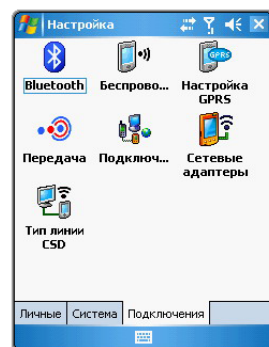 Настройка
Bluetooth Беспрово... Настройка
GPRS
GPRS
Передача Подключ... Сетевые
адаптеры
Тип линии
CSD
Личные Система Подключения